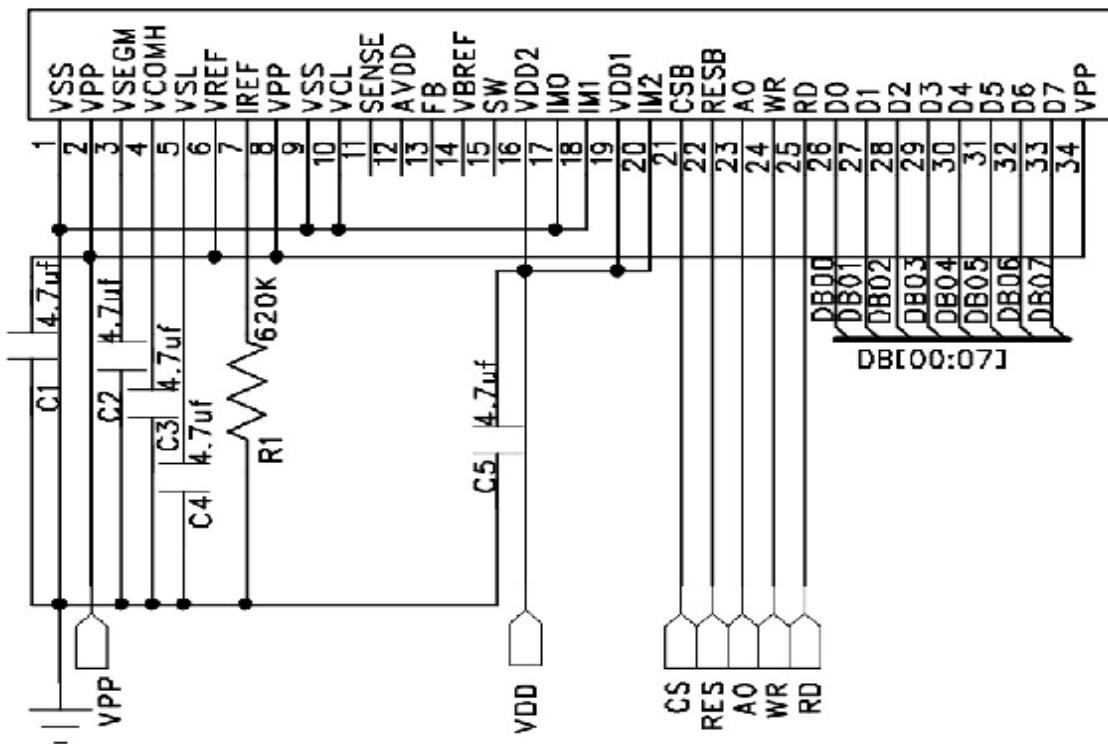 VSS
VPP
VSEGM
VCOMH
VSL
VREF
IREF
VPP
VSS
VCL
SENSE
AVDD
FB
VBREF
SW
VDD2
IM0
IM1
VDD1
IM2
CSB
RESB
A0
WR
RD
D0
D1
D2
D3
D4
D5
D6
D7
VPP
1
2
3
4
5
6
7
8
9
10
11
12
13
14
15
16
17
18
19
20
21
22
23
24
25
26
27
28
29
30
31
32
33
34
4.7uf
C1
4.7uf
C2
4.7uf
C3
4.7uf
C4
620K
R1
4.7uf
C5
DB00
DB01
DB02
DB03
DB04
DB05
DB06
DB07
DB[00:07]
VPP
VDD
CS
RES
A0
WR
RD